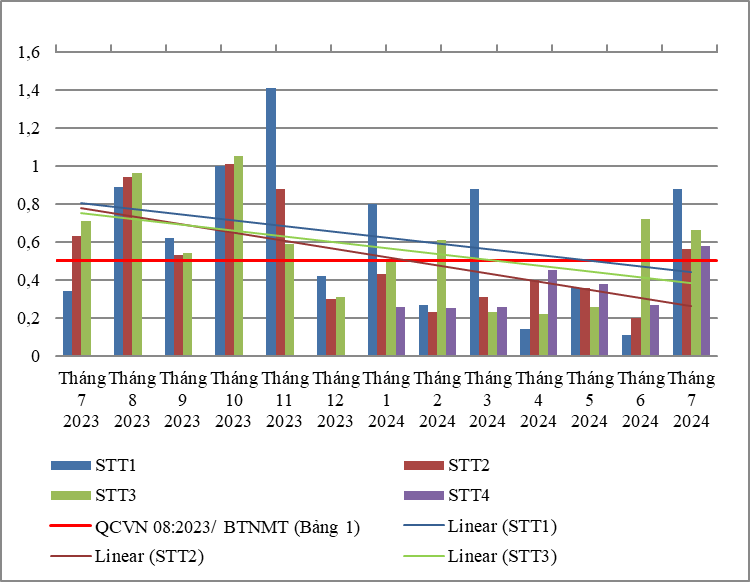 1,6
1,4
1,2
1
0,8
0,6
0,4
0,2
0
Tháng 7 2023
Tháng 8 2023
Tháng 9 2023
Tháng 10 2023
Tháng 11 2023
Tháng 12 2023
Tháng 1 2024
Tháng 2 2024
Tháng 3 2024
Tháng 4 2024
Tháng 5 2024
Tháng 6 2024
Tháng 7 2024
STT1
STT2
STT3
STT4
QCVN 08:2023/ BTNMT (Bảng 1)
Linear (STT1)
Linear (STT2)
Linear (STT3)